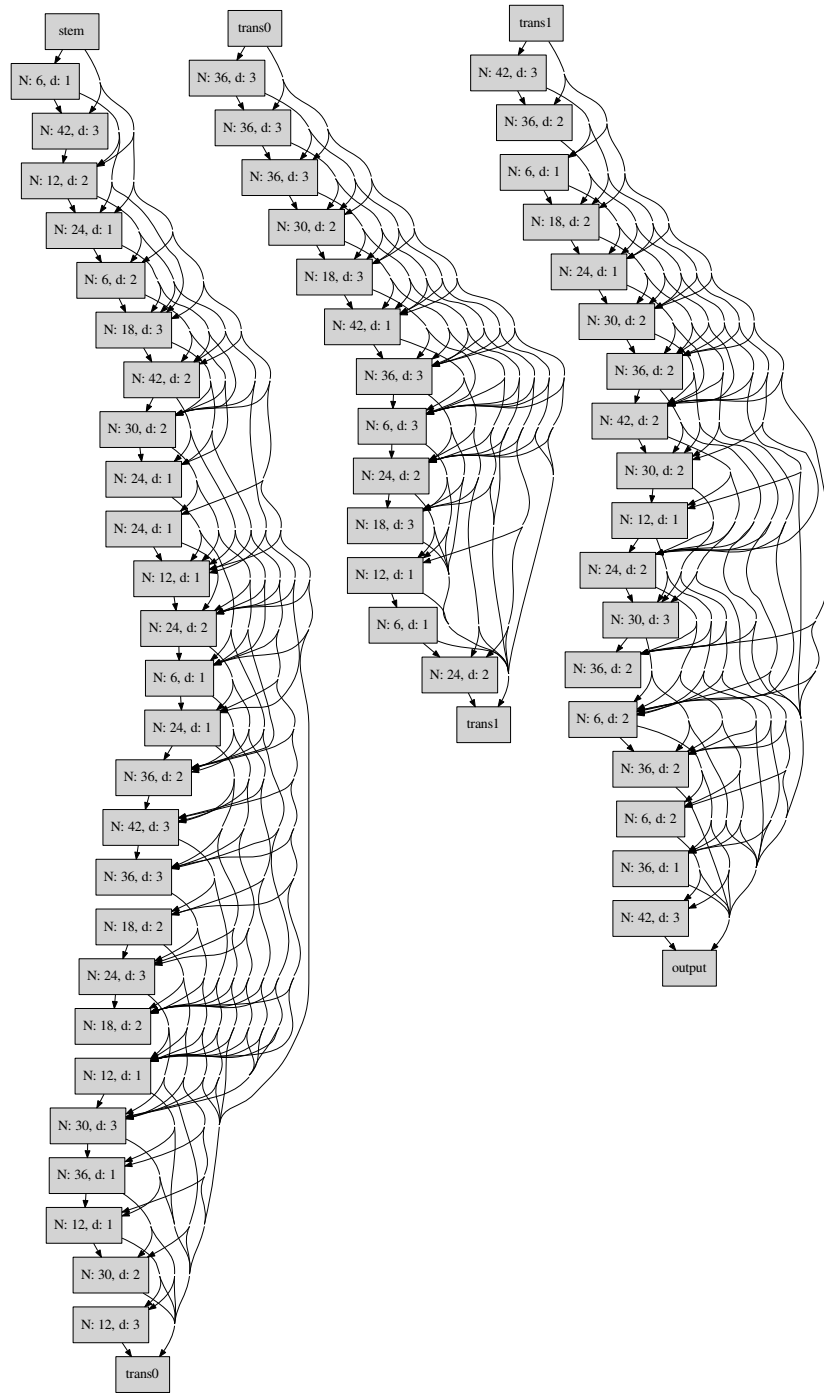 stem
N: 6, d: 1
N: 42, d: 3
N: 12, d: 2
N: 24, d: 1
N: 6, d: 2
N: 18, d: 3
N: 42, d: 2
N: 30, d: 2
N: 24, d: 1
N: 24, d: 1
N: 12, d: 1
N: 24, d: 2
N: 6, d: 1
N: 24, d: 1
N: 36, d: 2
N: 42, d: 3
N: 36, d: 3
N: 18, d: 2
N: 24, d: 3
N: 18, d: 2
N: 12, d: 1
N: 30, d: 3
N: 36, d: 1
N: 12, d: 1
N: 30, d: 2
N: 12, d: 3
trans0
trans0
N: 36, d: 3
N: 36, d: 3
N: 36, d: 3
N: 30, d: 2
N: 18, d: 3
N: 42, d: 1
N: 36, d: 3
N: 6, d: 3
N: 24, d: 2
N: 18, d: 3
N: 12, d: 1
N: 6, d: 1
N: 24, d: 2
trans1
trans1
N: 42, d: 3
N: 36, d: 2
N: 6, d: 1
N: 18, d: 2
N: 24, d: 1
N: 30, d: 2
N: 36, d: 2
N: 42, d: 2
N: 30, d: 2
N: 12, d: 1
N: 24, d: 2
N: 30, d: 3
N: 36, d: 2
N: 6, d: 2
N: 36, d: 2
N: 6, d: 2
N: 36, d: 1
N: 42, d: 3
output